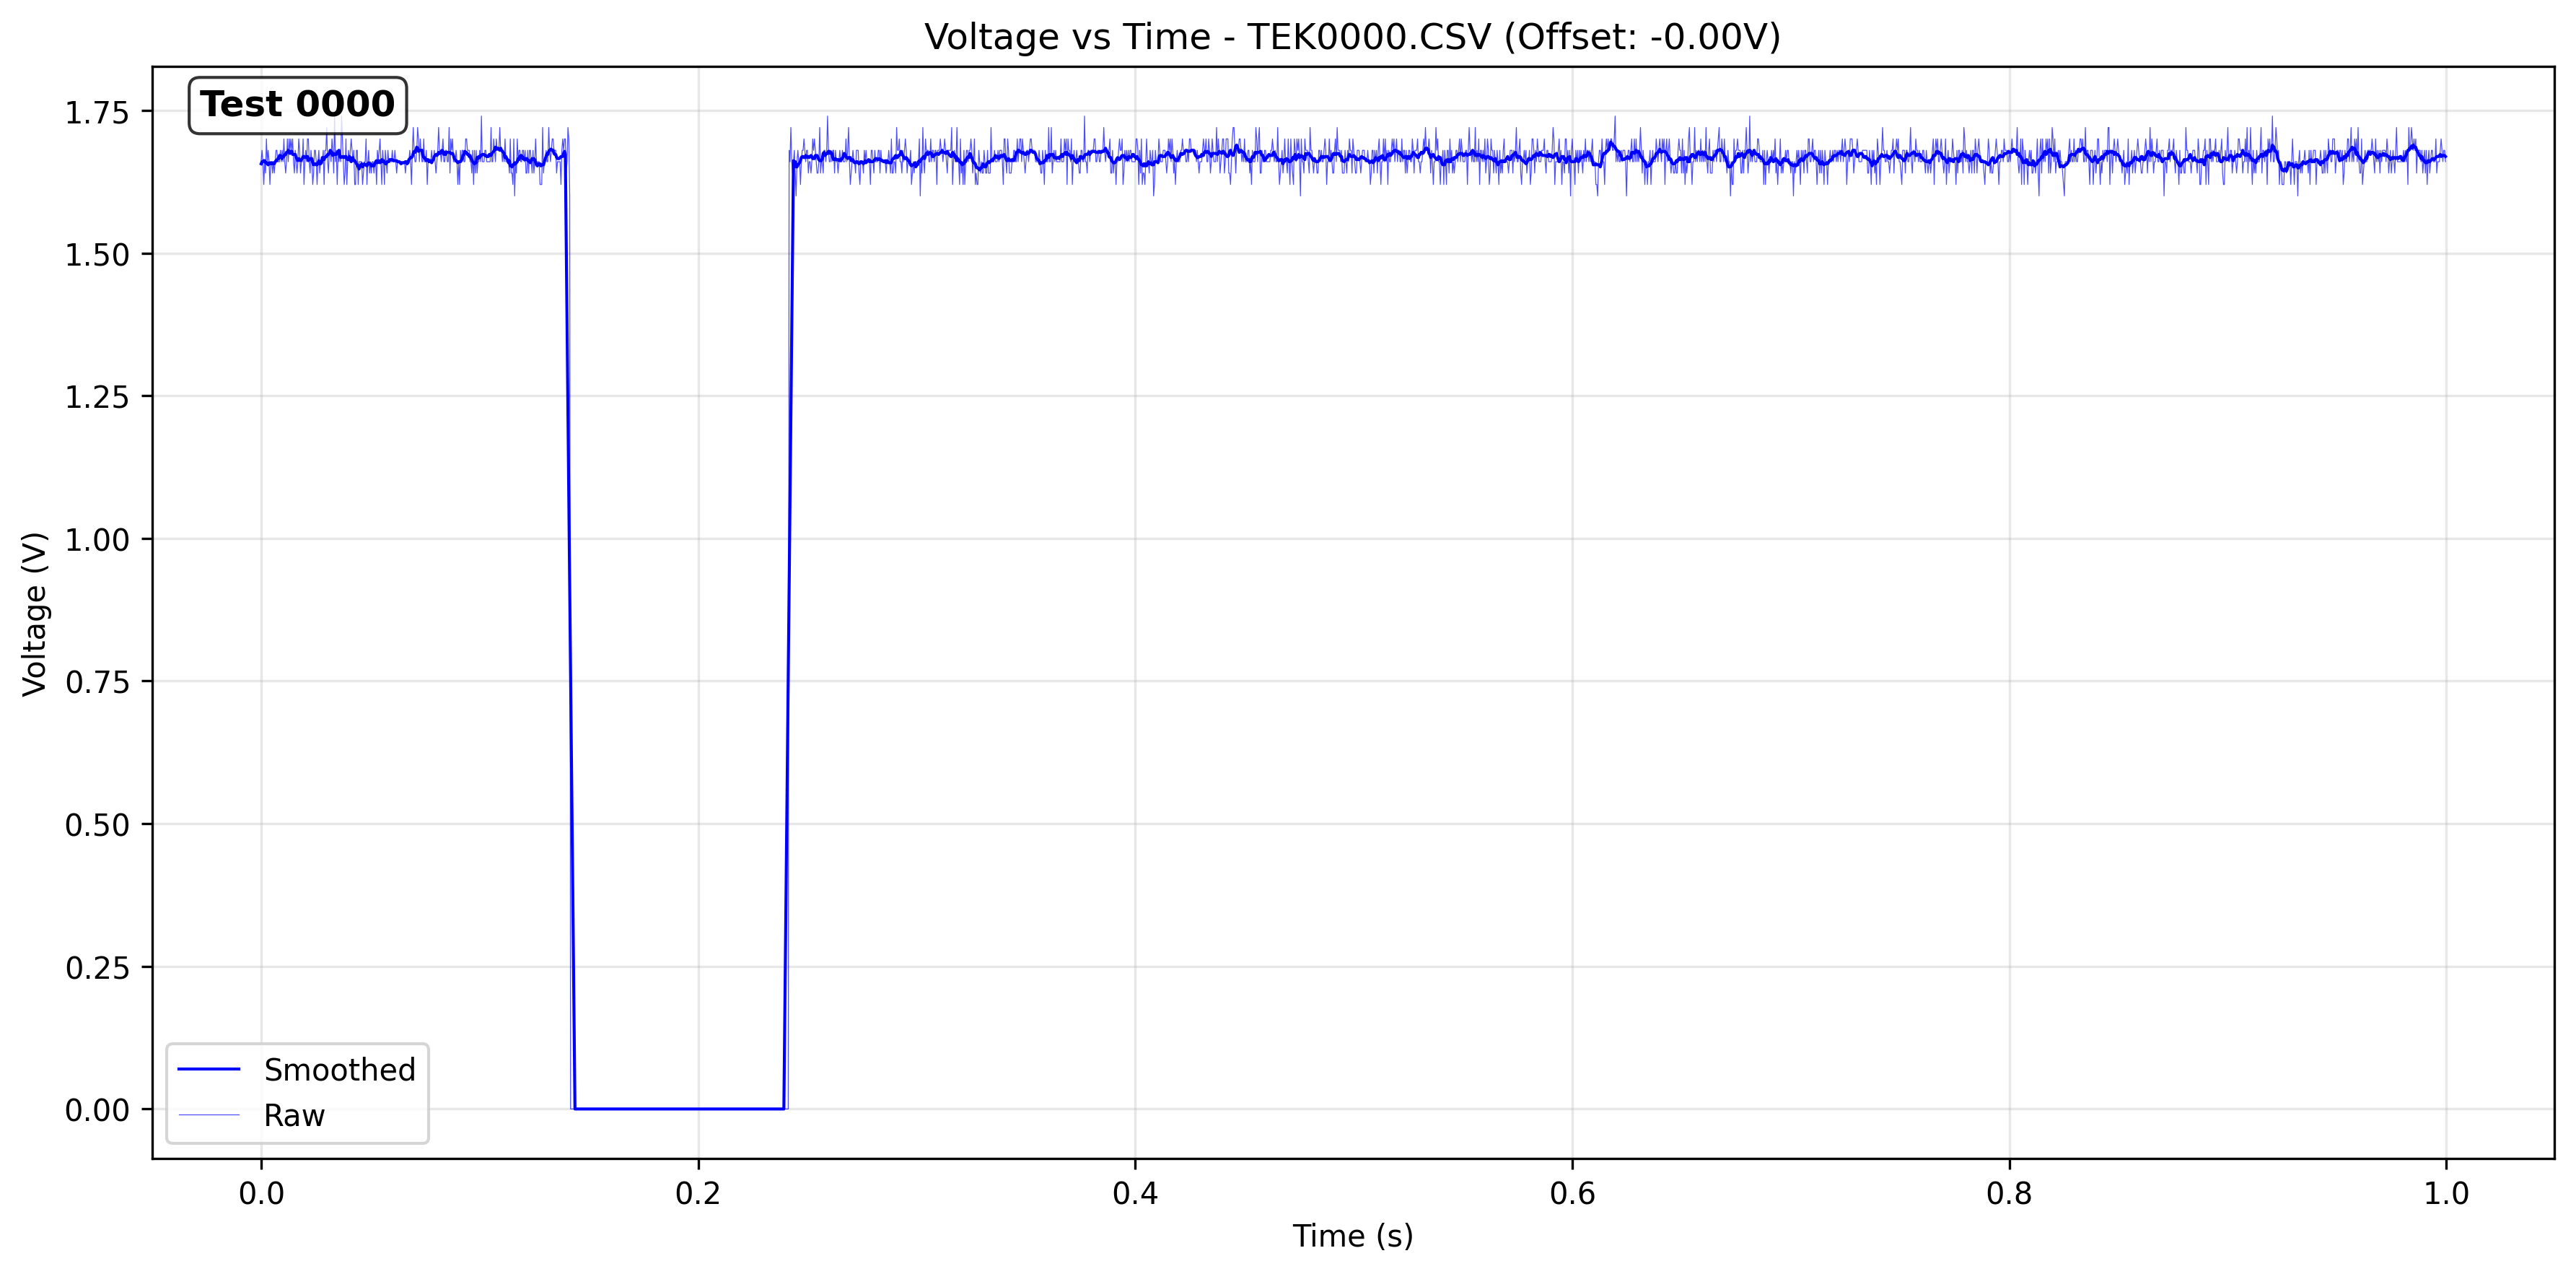 Voltage vs Time - TEK0000.CSV (Offset: -0.00V)
Test 0000
1.75
1.50
1.25
1.00
0.75
0.50
0.25
0.00
Voltage (V)
Smoothed
Raw
0.0 0.2 0.4 0.6 0.8 1.0
Time (s)